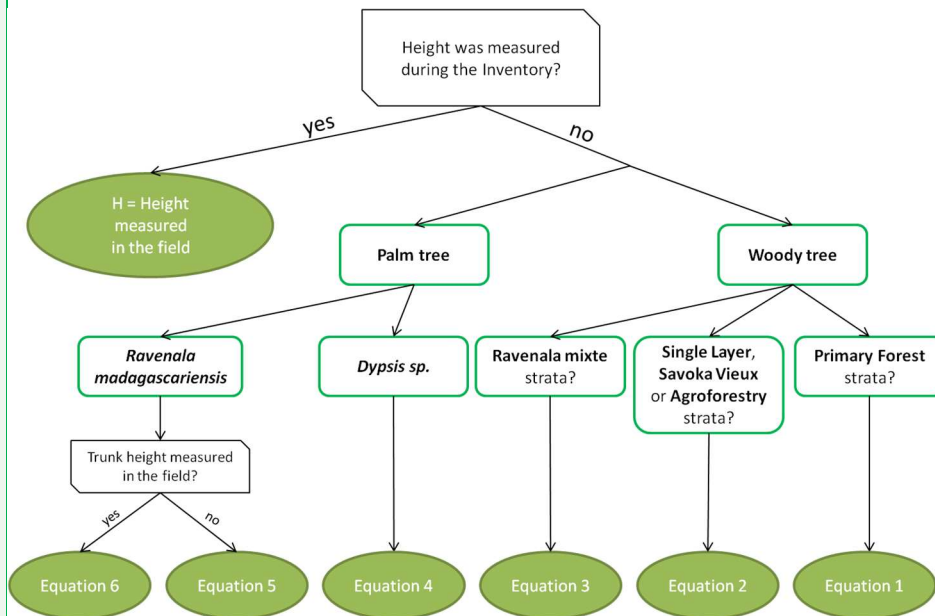 Height was measured
during the Inventory?
yes
no
H = Height
measured
in the field
Palm tree
Woody tree
Ravenala
madagascariensis
Dypsis sp.
Ravenala mixte
strata?
Single Layer,
Savoka Vieux
or Agroforestry
strata?
Primary Forest
strata?
Trunk height measured
in the field?
yes
no
Equation 6
Equation 5
Equation 4
Equation 3
Equation 2
Equation 1